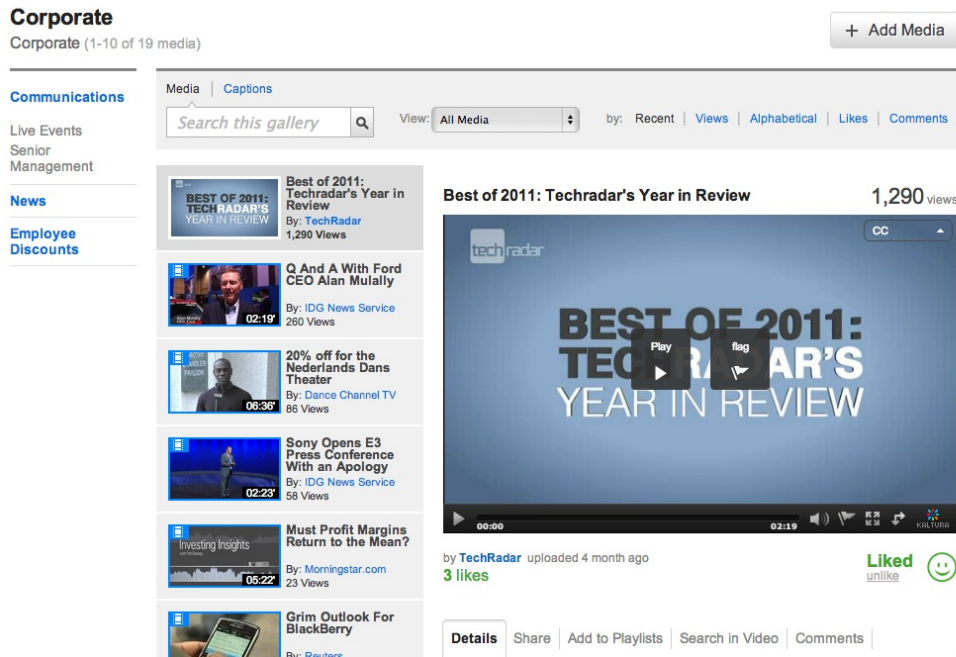 Corporate
Corporate (1-10 of 19 media)
+ Add Media
Communications
Live Events
Senior
Management
News
Employee
Discounts
Media | Captions
Search this gallery
View: All Media
by: Recent | Views | Alphabetical | Likes | Comments
BEST OF 2011:
TECHRADAR'S
YEAR IN REVIEW
Best of 2011:
Techradar's Year in
Review
By: TechRadar
1,290 Views
02:19'
Q And A With Ford
CEO Alan Mulally
By: IDG News Service
260 Views
06:36'
20% off for the
Nederlands Dans
Theater
By: Dance Channel TV
86 Views
02:23'
Sony Opens E3
Press Conference
With an Apology
By: IDG News Service
58 Views
Investing Insights
05:22'
Must Profit Margins
Return to the Mean?
By: Morningstar.com
23 Views
Grim Outlook For
BlackBerry
By: Reuters
Best of 2011: Techradar's Year in Review
1,290 views
techradar
CC
BEST OF 2011:
TECHRADAR'S
YEAR IN REVIEW
Play
flag
00:00
02:19
KALTURA
by TechRadar uploaded 4 month ago
3 likes
Liked
unlike
Details | Share | Add to Playlists | Search in Video | Comments